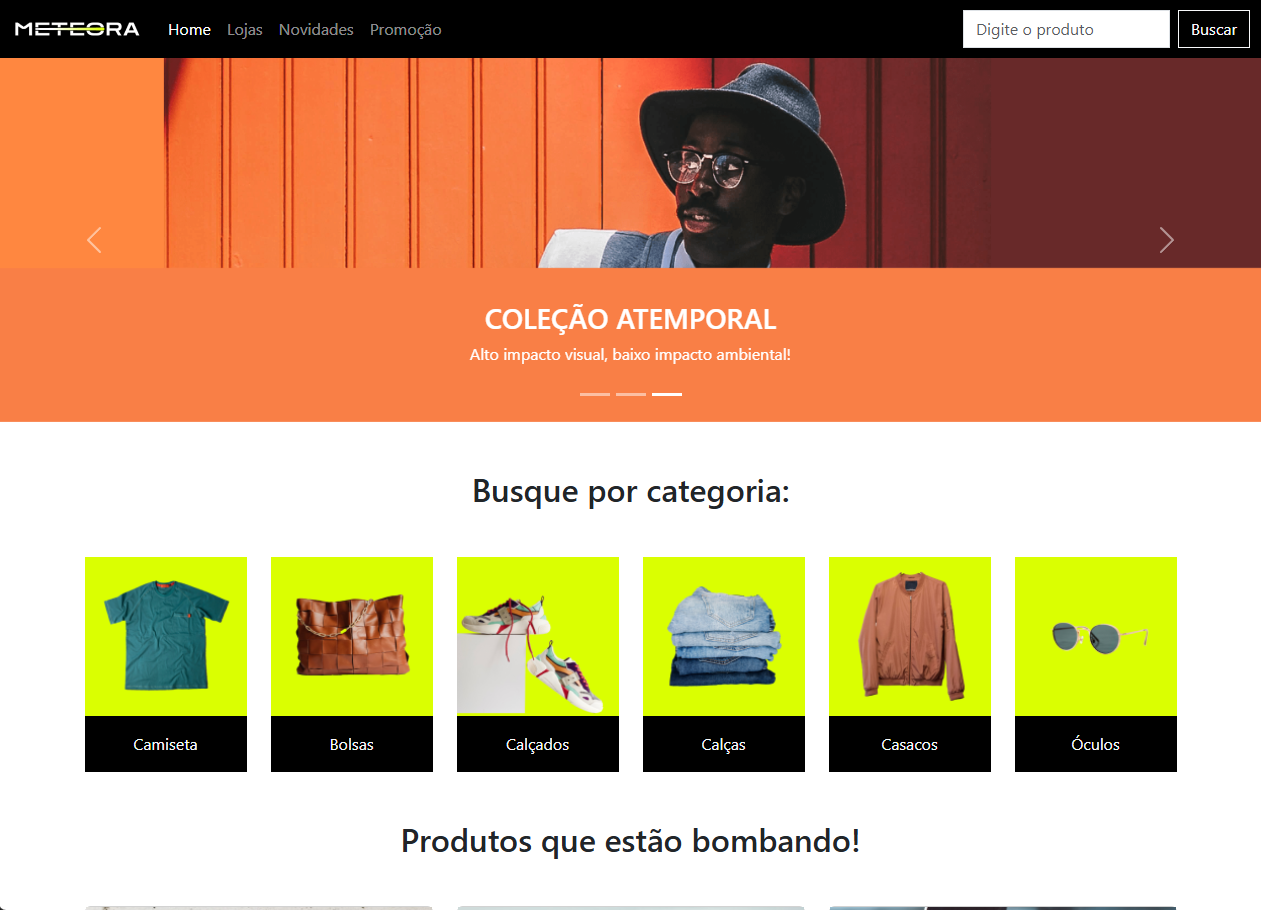 METEORA
Home Lojas Novidades Promoção
Digite o produto
Buscar
COLEÇÃO ATEMPORAL
Alto impacto visual, baixo impacto ambiental!
Busque por categoria:
Camiseta
Bolsas
Calçados
Calças
Casacos
Óculos
Produtos que estão bombando!